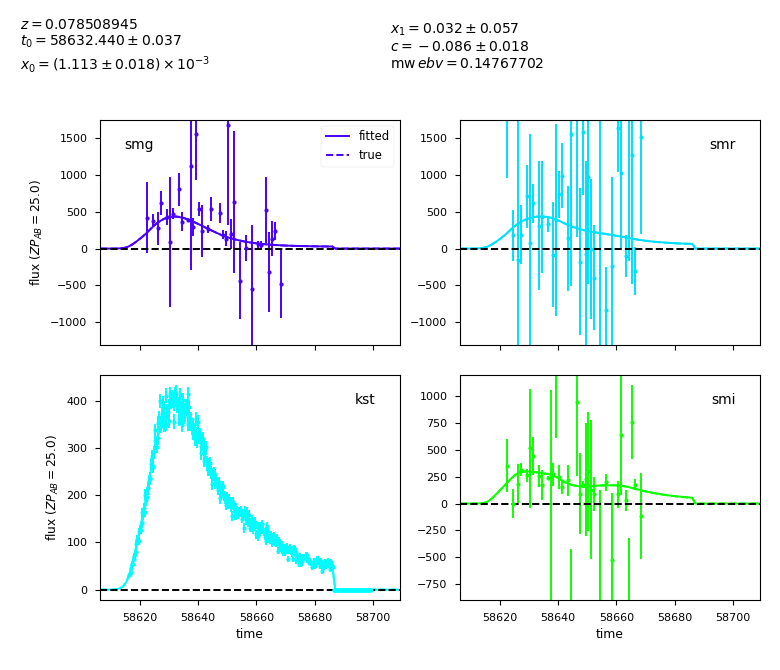 z = 0.078508945
t₀ = 58632.440 ± 0.037
x₀ = (1.113 ± 0.018) × 10⁻³
x₁ = 0.032 ± 0.057
c = −0.086 ± 0.018
mw ebv = 0.14767702
smg
fitted
true
1500
1000
500
0
−500
−1000
flux (ZP_AB = 25.0)
smr
1500
1000
500
0
−500
−1000
kst
400
300
200
100
0
flux (ZP_AB = 25.0)
58620 58640 58660 58680 58700
time
smi
1000
750
500
250
0
−250
−500
−750
58620 58640 58660 58680 58700
time